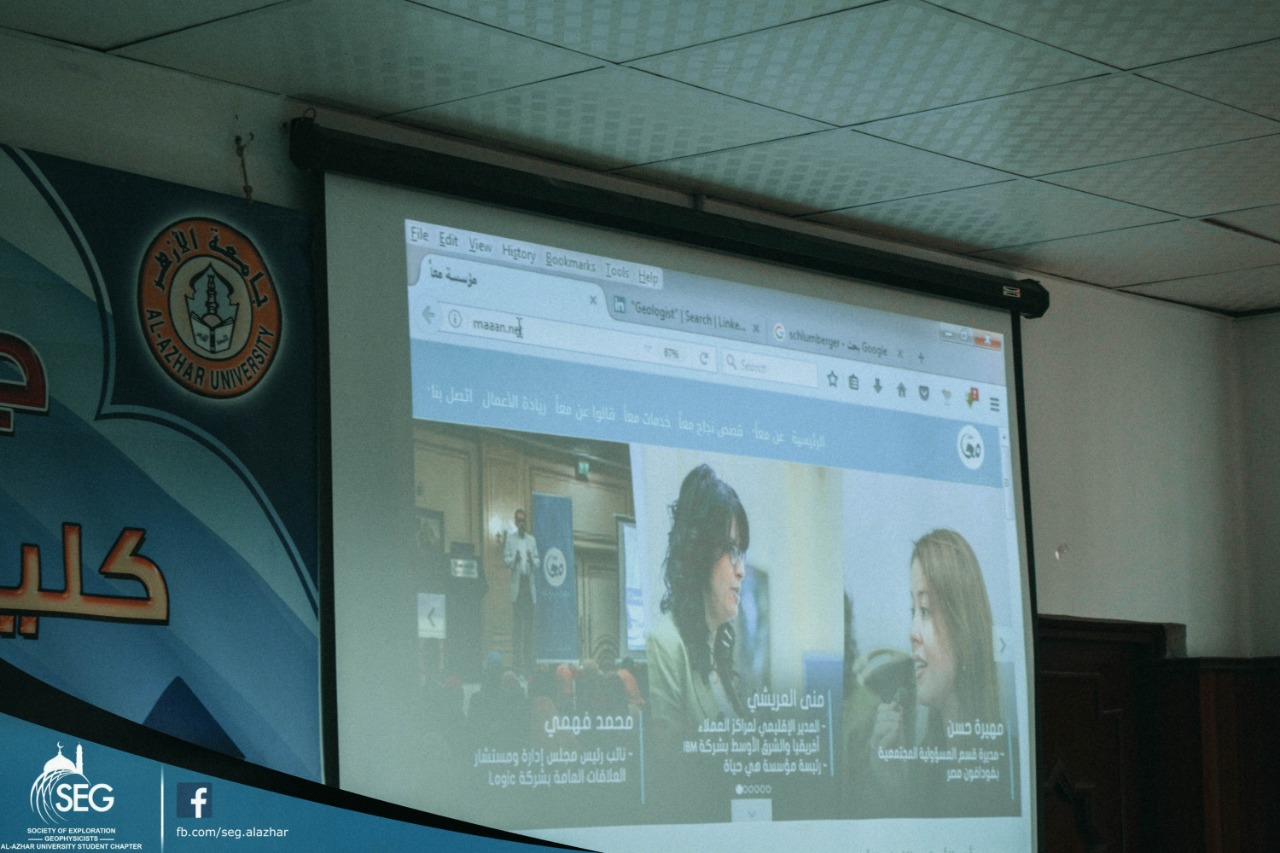 جامعة الأزهر
AL-AZHAR UNIVERSITY
File Edit View History Bookmarks Tools Help
مؤسسة معاً
"Geologist" | Search | Linke...
schlumberger - بحث Google
maaan.net
67%
Search
الرئيسية عن معاً قصص نجاح معاً خدمات معاً قالوا عن معاً ريادة الأعمال اتصل بنا
معاً
مهيرة حسن
- مديرة قسم المسؤولية المجتمعية
بفودافون مصر
منى العريشي
- المدير الإقليمي لمراكز العملاء
أفريقيا والشرق الأوسط بشركة IBM
- رئيسة مؤسسة هي حياة
محمد فهمي
- نائب رئيس مجلس إدارة ومستشار
العلاقات العامة بشركة Logic
SEG
SOCIETY OF EXPLORATION
GEOPHYSICISTS
AL-AZHAR UNIVERSITY STUDENT CHAPTER
fb.com/seg.alazhar